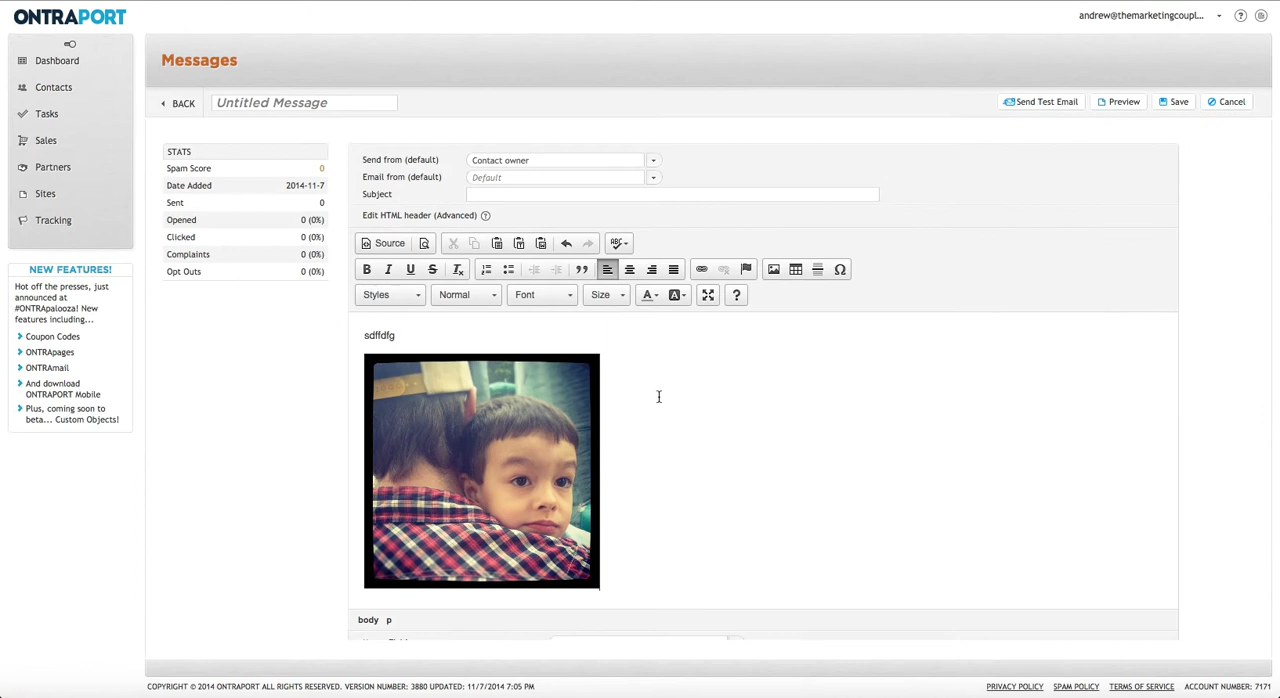 ONTRAPORT
andrew@themarketingcoupl...
Dashboard
Contacts
Tasks
Sales
Partners
Sites
Tracking
NEW FEATURES!
Hot off the presses, just
announced at
#ONTRApalooza! New
features including...
Coupon Codes
ONTRApages
ONTRAmail
And download
ONTRAPORT Mobile
Plus, coming soon to
beta... Custom Objects!
Messages
BACK
Untitled Message
Send Test Email
Preview
Save
Cancel
STATS
Spam Score 0
Date Added 2014-11-7
Sent 0
Opened 0 (0%)
Clicked 0 (0%)
Complaints 0 (0%)
Opt Outs 0 (0%)
Send from (default) Contact owner
Email from (default) Default
Subject
Edit HTML header (Advanced) ?
Source
ABC
B I U S Tx
Ω
Styles Normal Font Size A A ?
sdffdfg
body p
COPYRIGHT © 2014 ONTRAPORT ALL RIGHTS RESERVED. VERSION NUMBER: 3880 UPDATED: 11/7/2014 7:05 PM
PRIVACY POLICY SPAM POLICY TERMS OF SERVICE ACCOUNT NUMBER: 7171